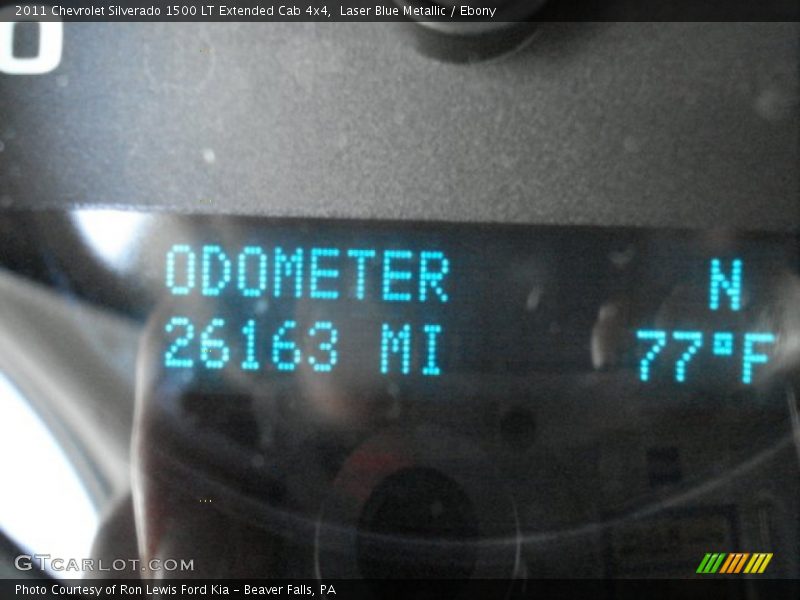 2011 Chevrolet Silverado 1500 LT Extended Cab 4x4, Laser Blue Metallic / Ebony
0
ODOMETER N
26163 MI 77°F
GTCARLOT.COM
Photo Courtesy of Ron Lewis Ford Kia - Beaver Falls, PA